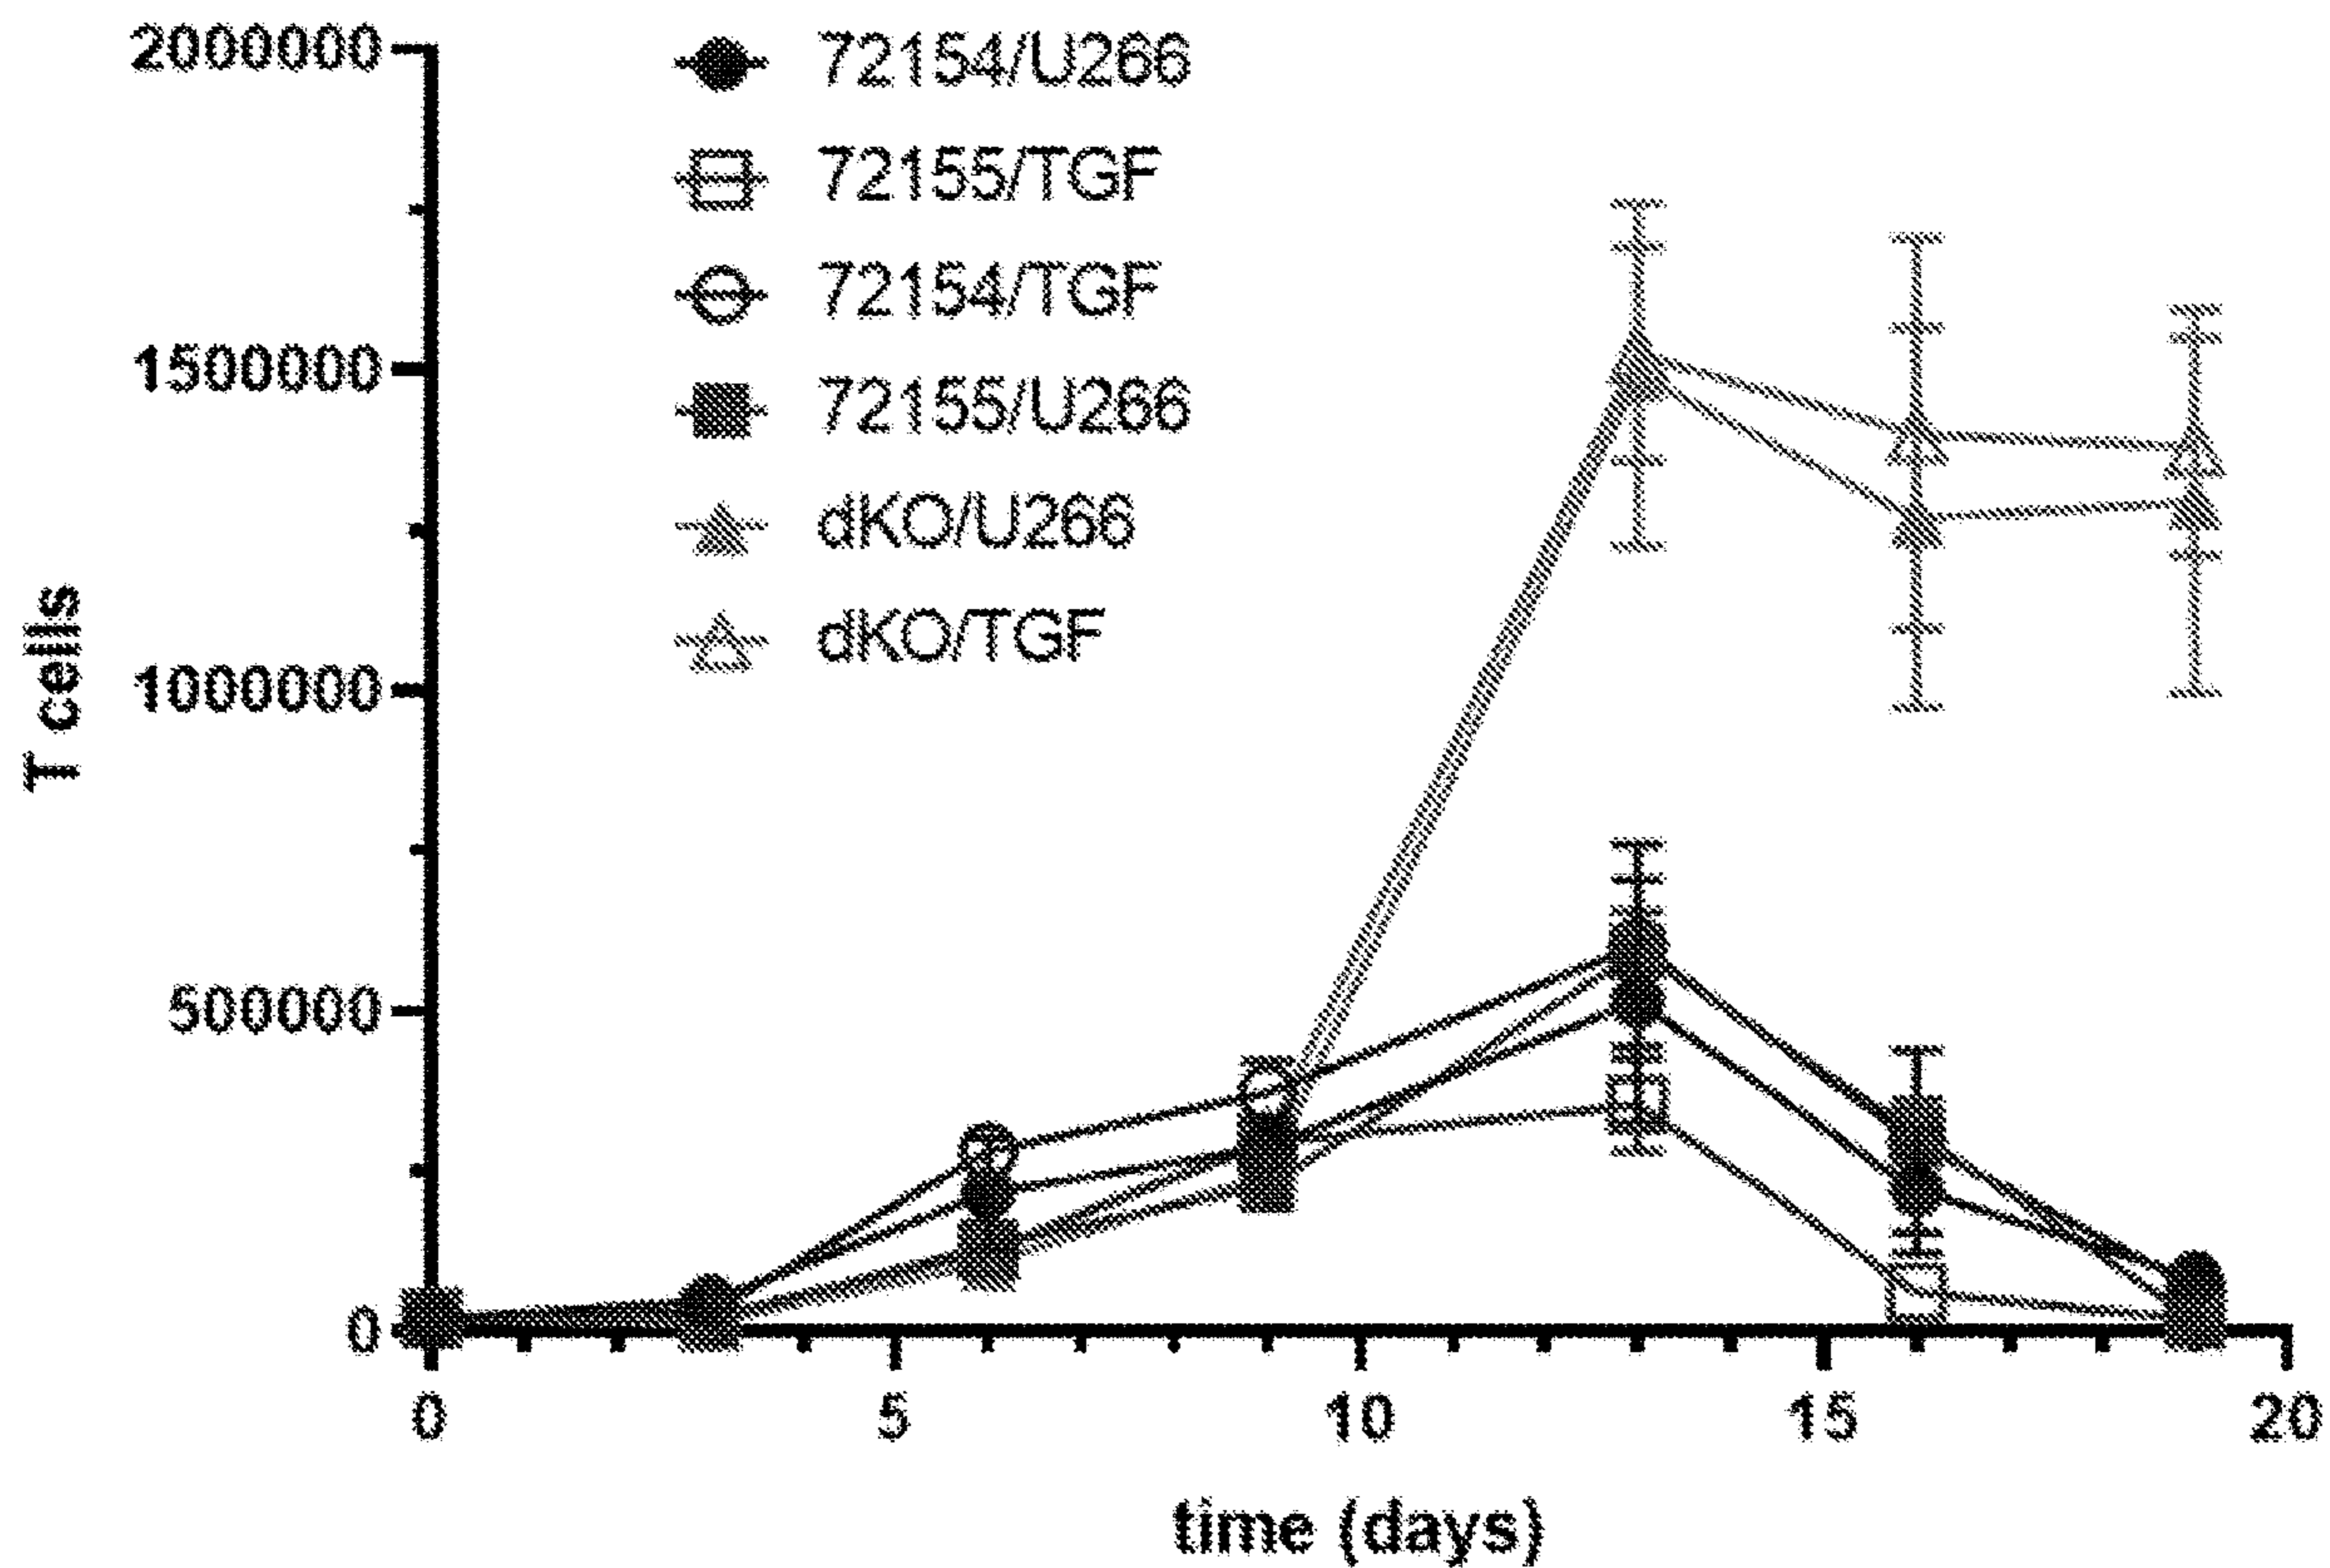 2000000
1500000
1000000
500000
0
T cells
72154/U266
72155/TGF
72154/TGF
72155/U266
dKO/U266
dKO/TGF
0 5 10 15 20
time (days)